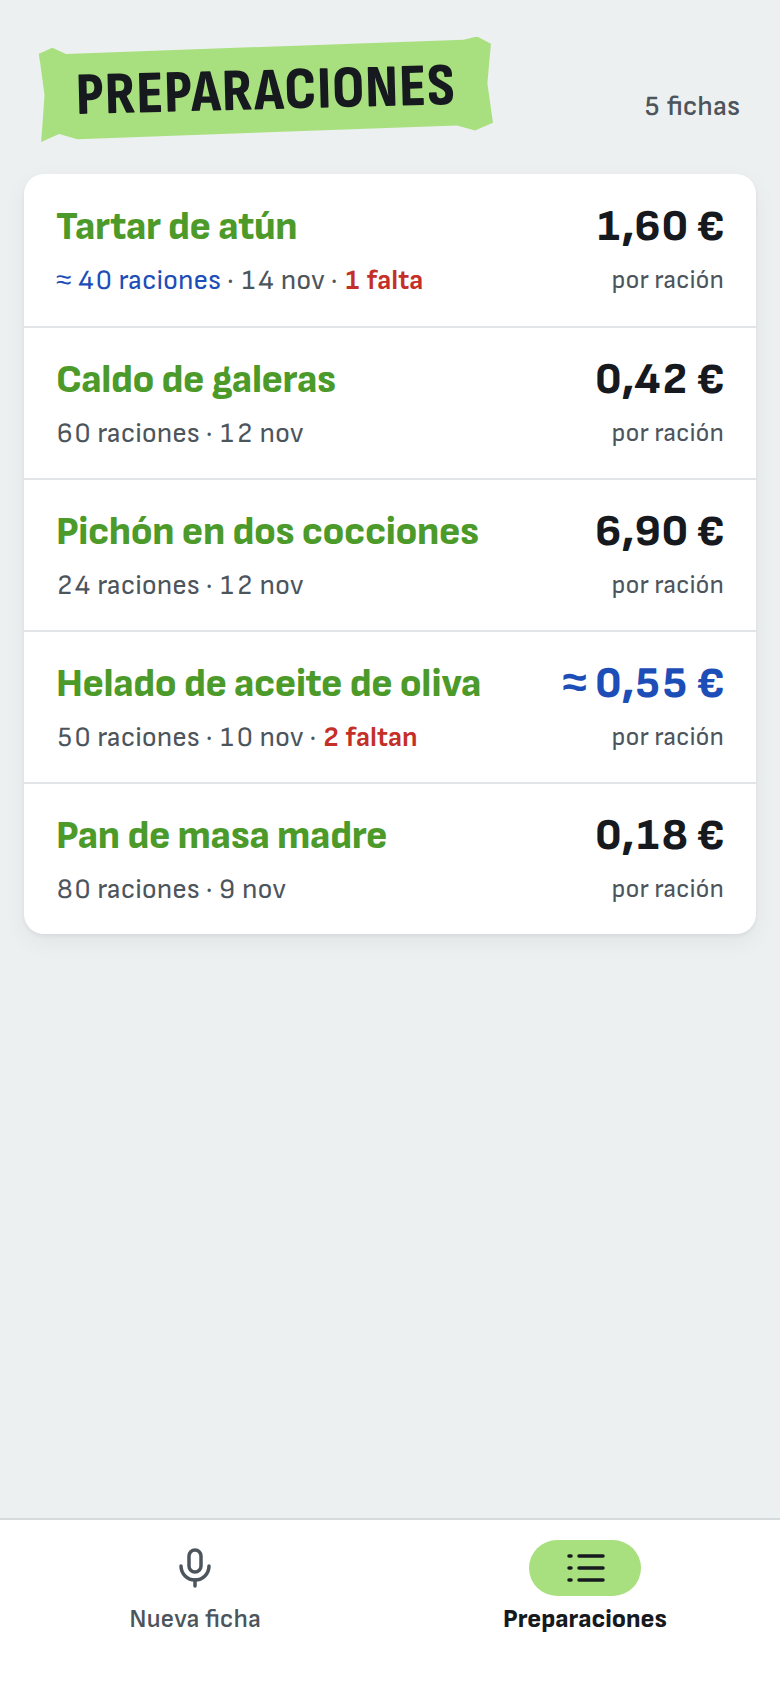 PREPARACIONES
5 fichas
Tartar de atún 1,60 €
≈ 40 raciones · 14 nov · 1 falta por ración
Caldo de galeras 0,42 €
60 raciones · 12 nov por ración
Pichón en dos cocciones 6,90 €
24 raciones · 12 nov por ración
Helado de aceite de oliva ≈ 0,55 €
50 raciones · 10 nov · 2 faltan por ración
Pan de masa madre 0,18 €
80 raciones · 9 nov por ración
Nueva ficha Preparaciones